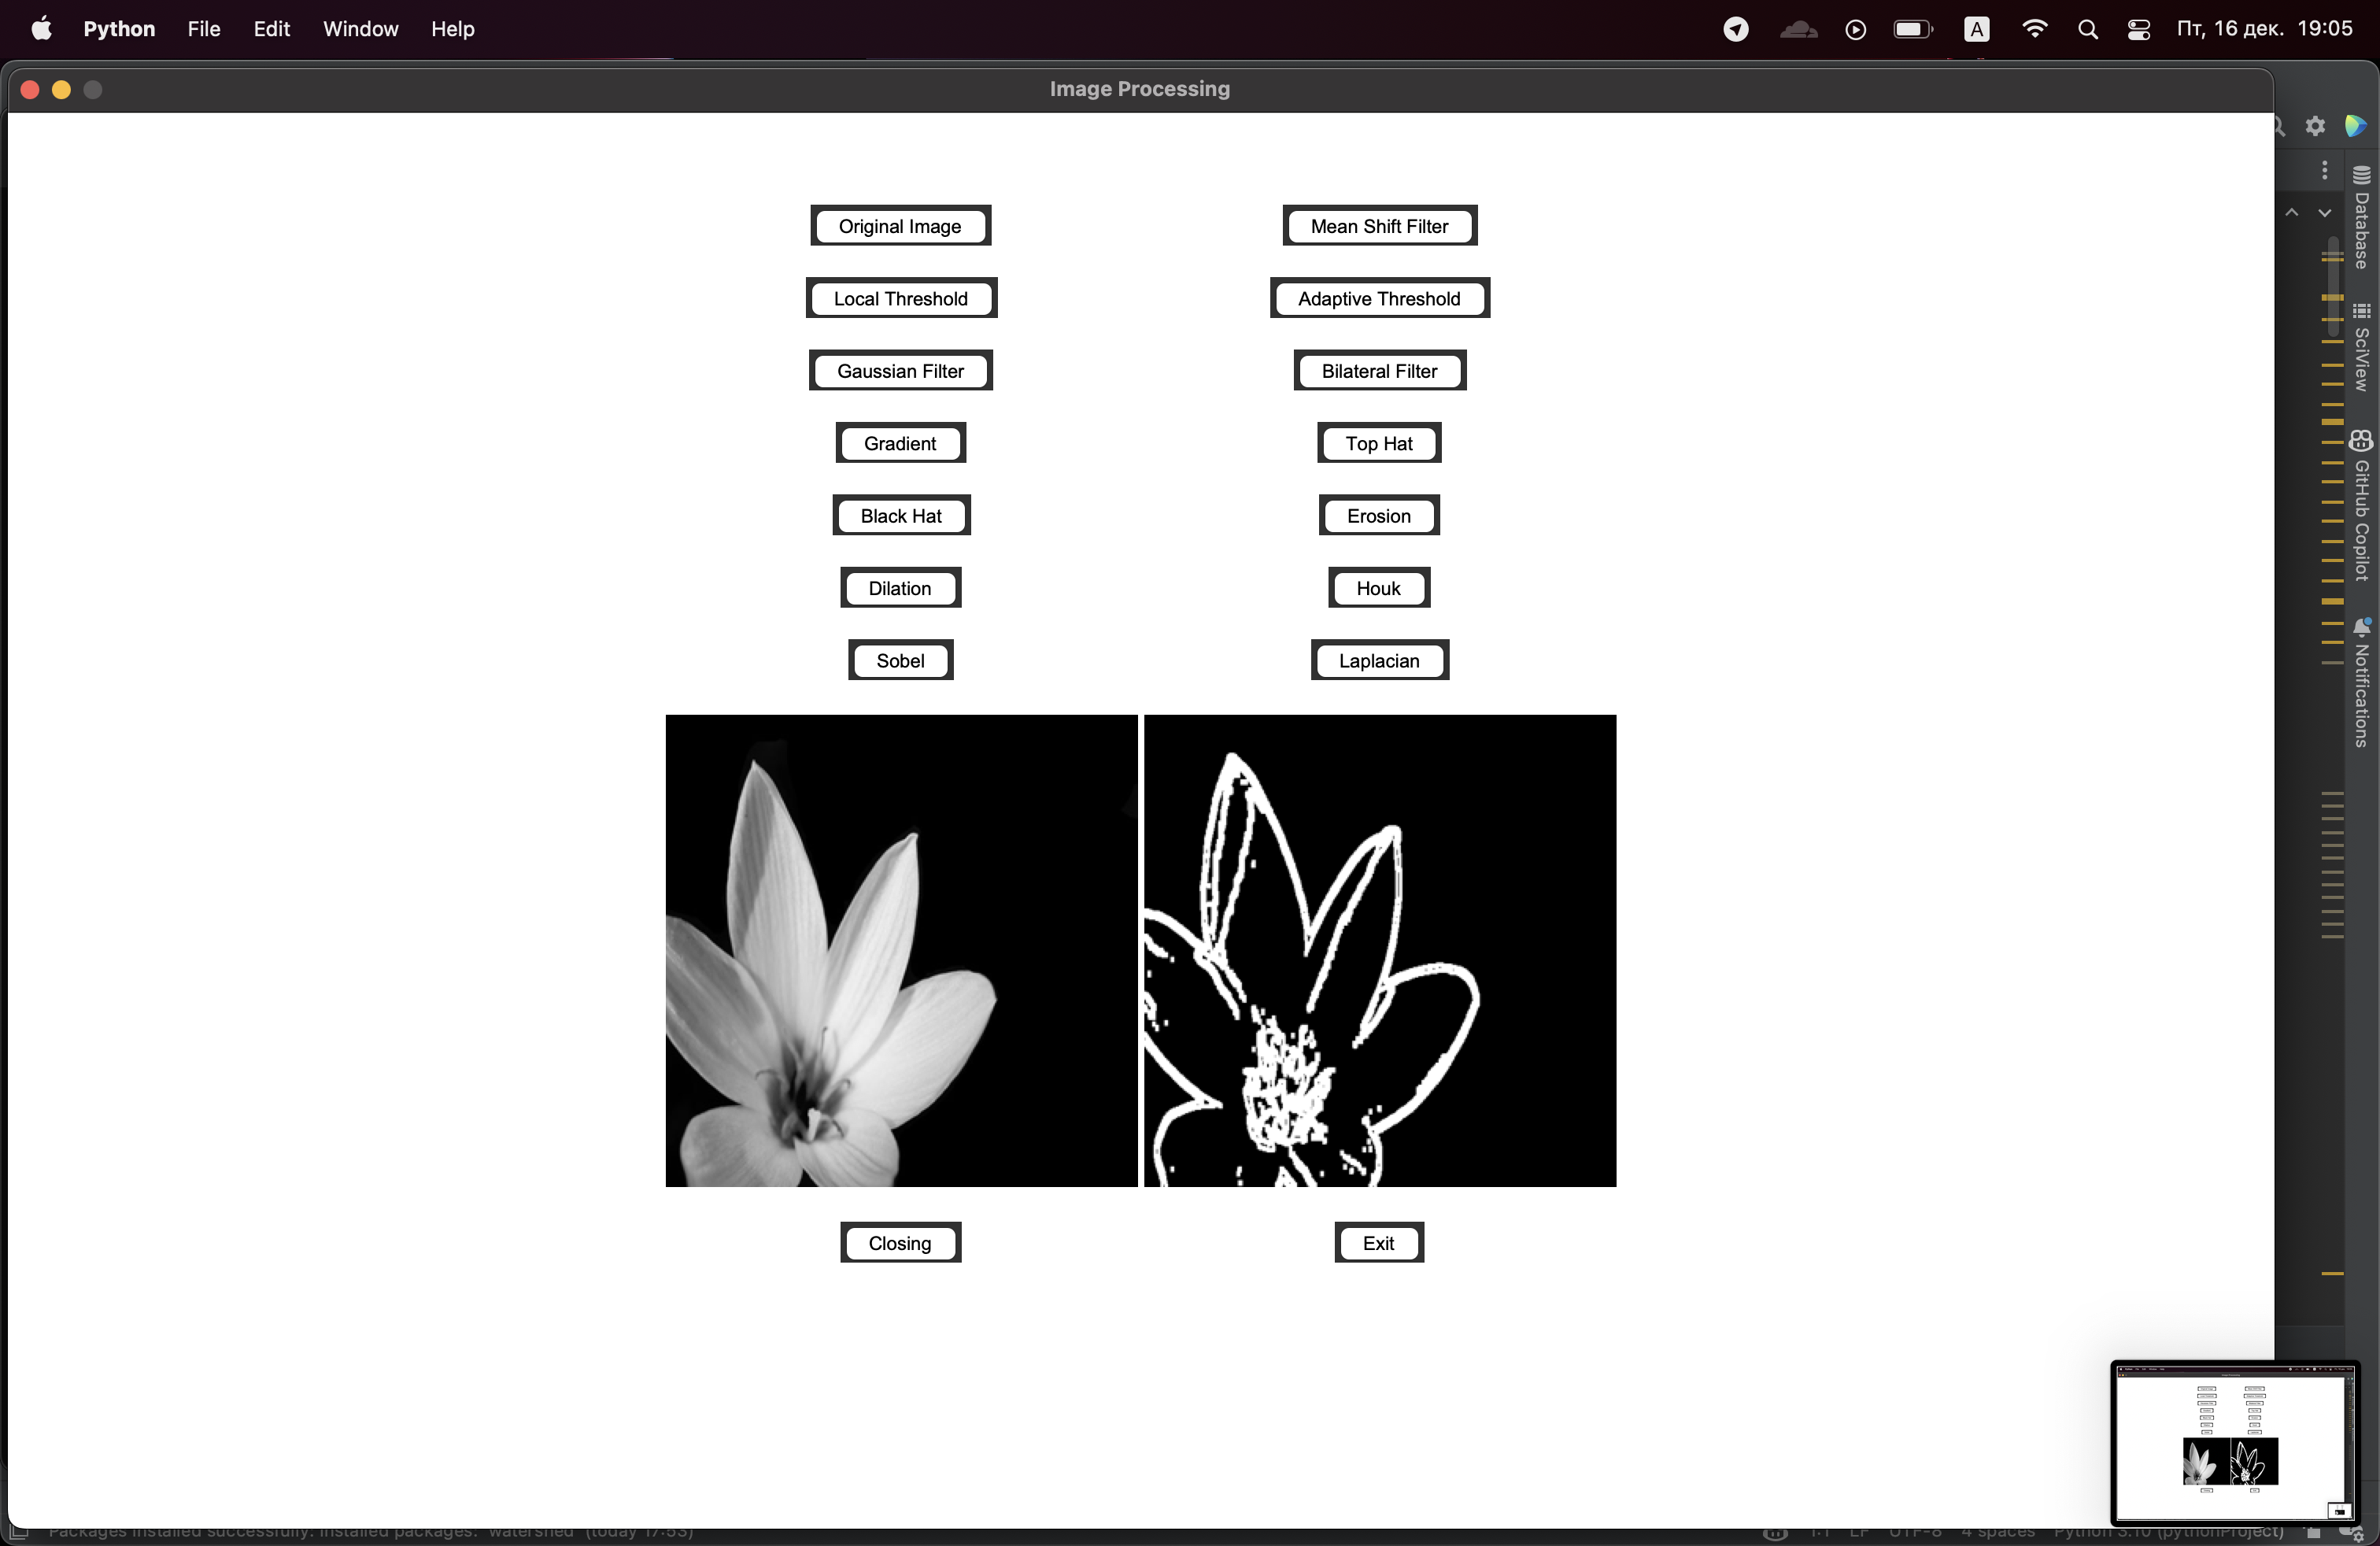 Python File Edit Window Help A Пт, 16 дек. 19:05
Image Processing
Original Image Mean Shift Filter
Local Threshold Adaptive Threshold
Gaussian Filter Bilateral Filter
Gradient Top Hat
Black Hat Erosion
Dilation Houk
Sobel Laplacian
Closing Exit
Database
SciView
GitHub Copilot
Notifications
Packages installed successfully: Installed packages: 'watershed' (today 17:53) 1:1 LF UTF-8 4 spaces Python 3.10 (pythonProject)